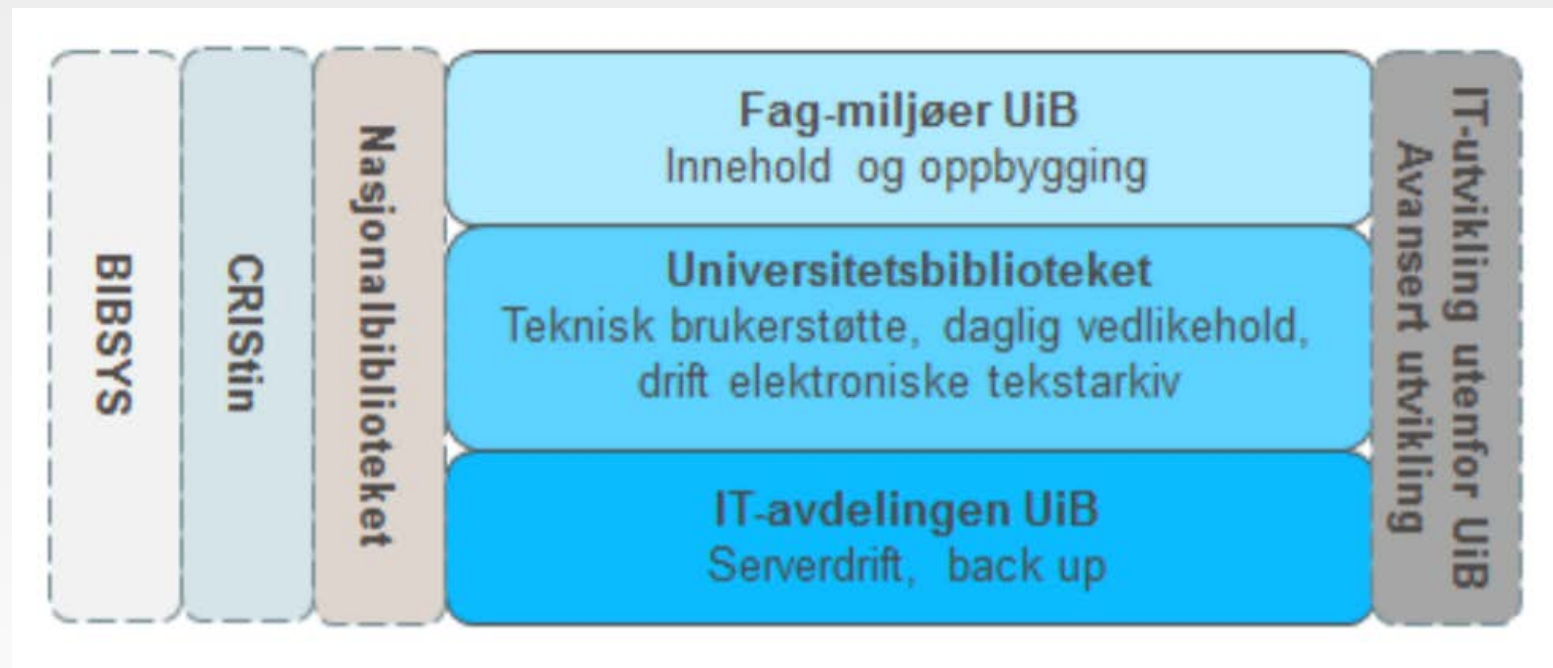 BIBSYS
CRIStin
Nasjonalbiblioteket
Fag-miljøer UiB
Innehold og oppbygging
Universitetsbiblioteket
Teknisk brukerstøtte, daglig vedlikehold,
drift elektroniske tekstarkiv
IT-avdelingen UiB
Serverdrift, back up
IT-utvikling utenfor UiB
Avansert utvikling